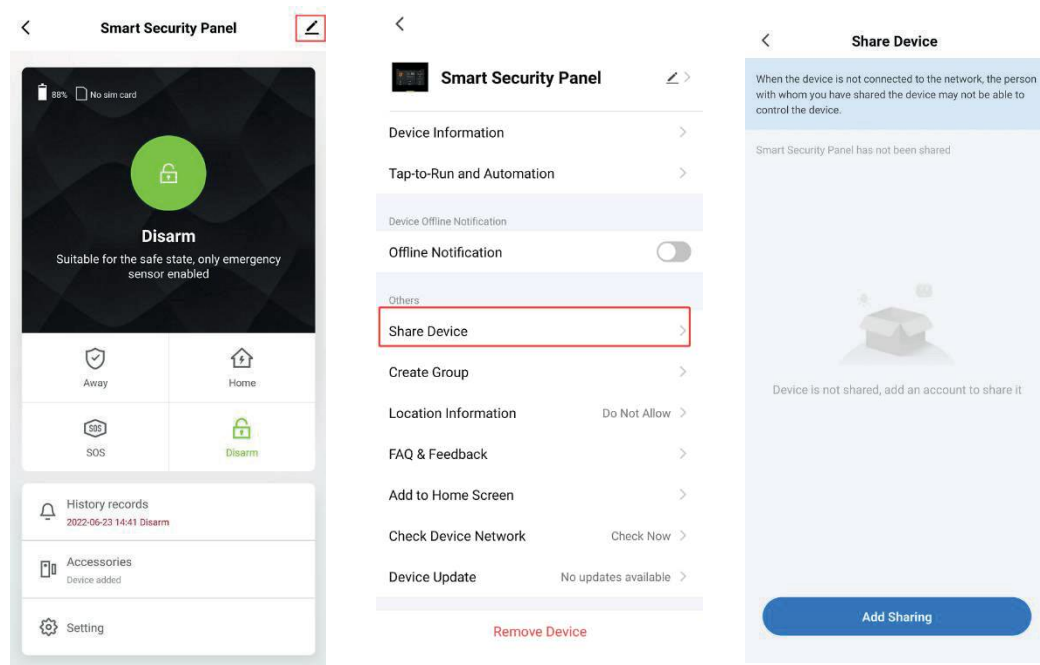 Smart Security Panel
88% No sim card
Disarm
Suitable for the safe state, only emergency
sensor enabled
Away
Home
SOS
SOS
Disarm
History records
2022-06-23 14:41 Disarm
Accessories
Device added
Setting
Smart Security Panel
Device Information
Tap-to-Run and Automation
Device Offline Notification
Offline Notification
Others
Share Device
Create Group
Location Information Do Not Allow
FAQ & Feedback
Add to Home Screen
Check Device Network Check Now
Device Update No updates available
Remove Device
Share Device
When the device is not connected to the network, the person
with whom you have shared the device may not be able to
control the device.
Smart Security Panel has not been shared
Device is not shared, add an account to share it
Add Sharing